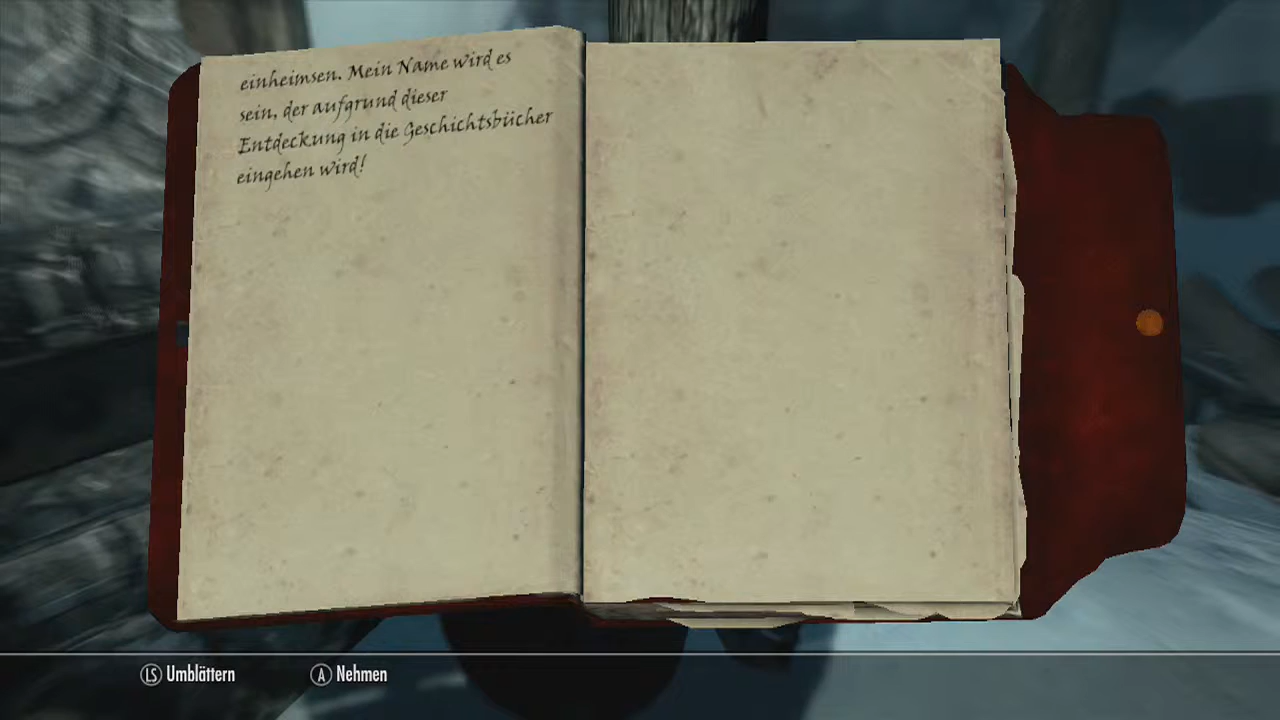 einheimsen. Mein Name wird es
sein, der aufgrund dieser
Entdeckung in die Geschichtsbücher
eingehen wird!
LS Umblättern
A Nehmen